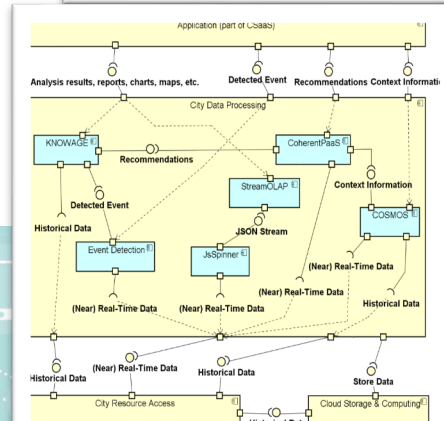 Application (part of CSaaS)
Analysis results, reports, charts, maps, etc.
Detected Event
Recommendations
Context Informati
City Data Processing
KNOWAGE
CoherentPaaS
Recommendations
StreamOLAP
Context Information
Detected Event
COSMOS
Historical Data
JSON Stream
Event Detection
JsSpinner
(Near) Real-Time Data
(Near) Real-Time Data
Historical Data
(Near) Real-Time Data
(Near) Real-Time Data
Historical Data
(Near) Real-Time Data
Historical Data
Store Data
City Resource Access
Cloud Storage & Computing